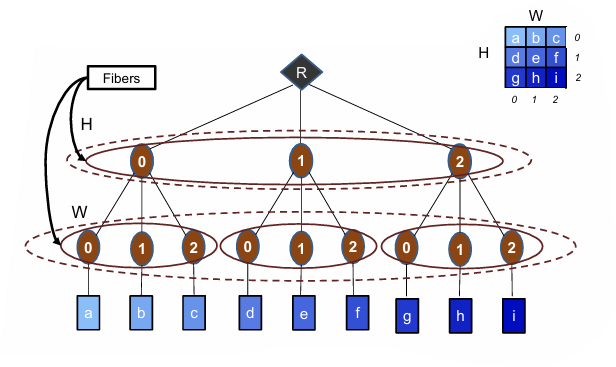 W
a b c 0
H d e f 1
g h i 2
0 1 2
Fibers
R
H
0 1 2
W
0 1 2 0 1 2 0 1 2
a b c d e f g h i